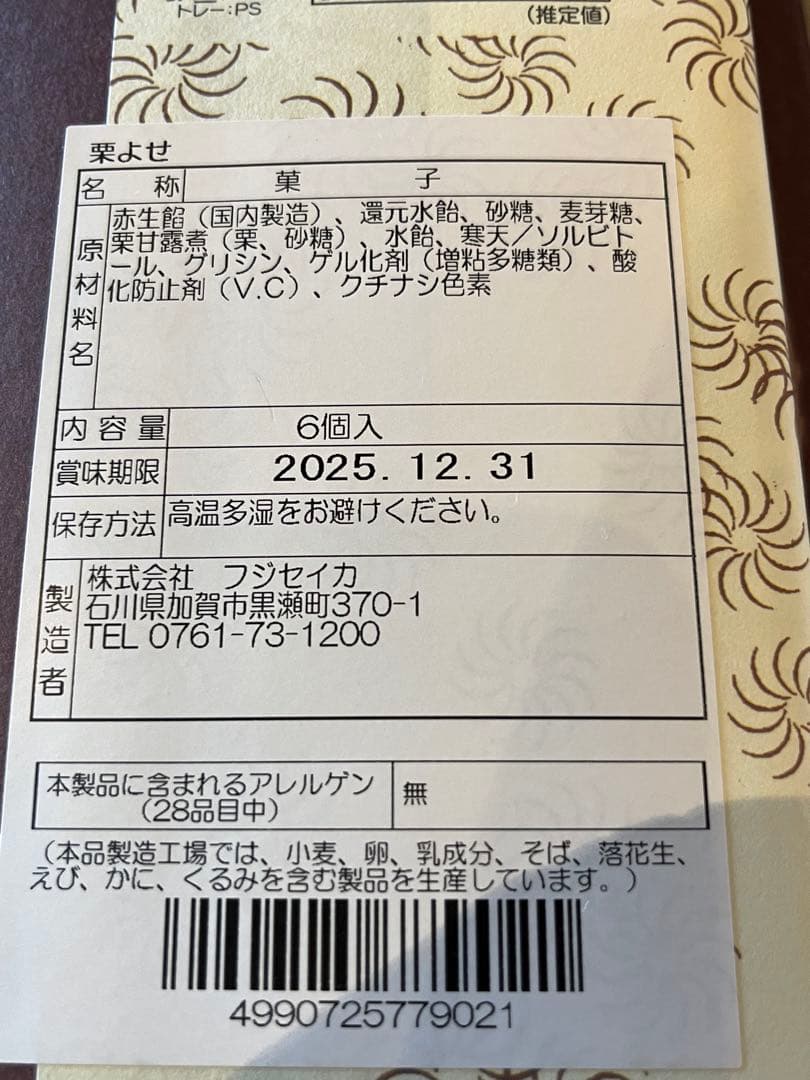 トレー:PS
(推定値)
栗よせ
名称 菓子
原材料名 赤生餡（国内製造）、還元水飴、砂糖、麦芽糖、
栗甘露煮（栗、砂糖）、水飴、寒天／ソルビト
ール、グリシン、ゲル化剤（増粘多糖類）、酸
化防止剤（V.C）、クチナシ色素
内容量 6個入
賞味期限 2025.12.31
保存方法 高温多湿をお避けください。
製造者 株式会社 フジセイカ
石川県加賀市黒瀬町370-1
TEL 0761-73-1200
本製品に含まれるアレルゲン
（28品目中）
無
（本品製造工場では、小麦、卵、乳成分、そば、落花生、
えび、かに、くるみを含む製品を生産しています。）
4990725779021